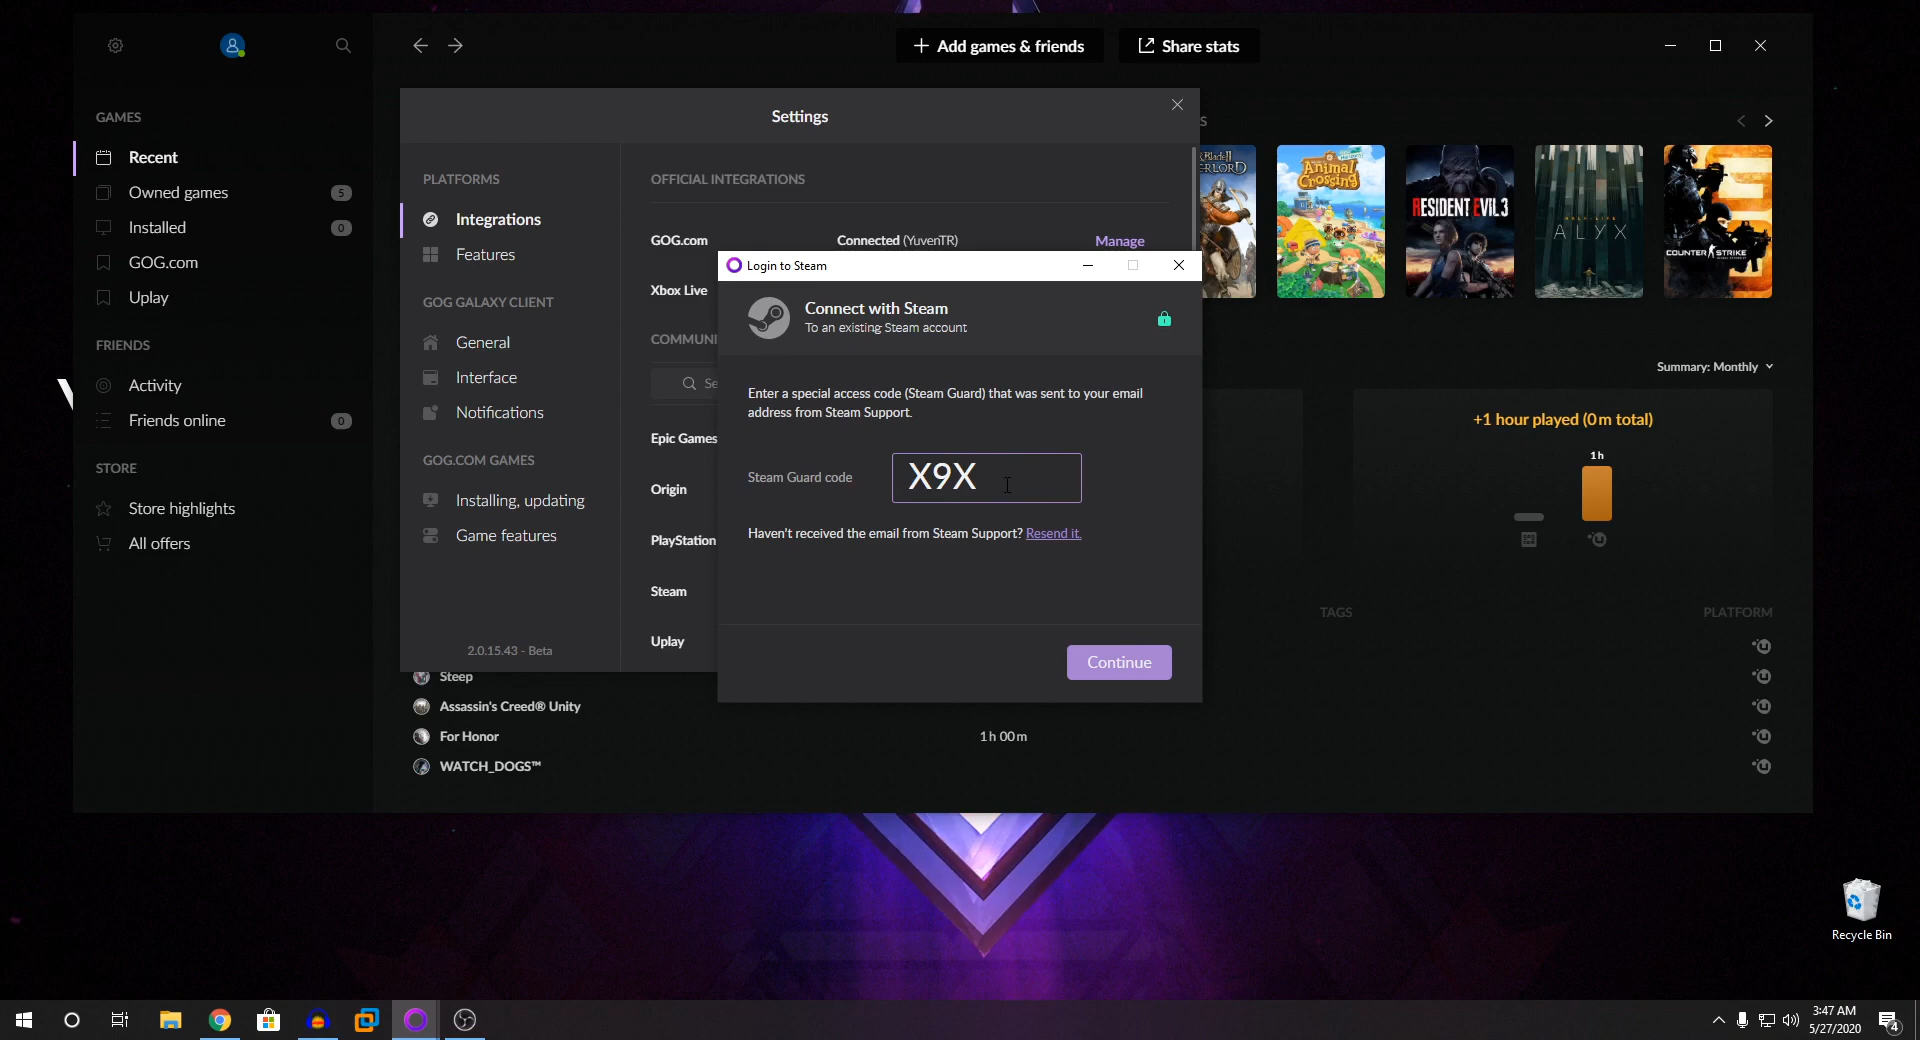 Add games & friends
Share stats
GAMES
Recent
Owned games 5
Installed 0
GOG.com
Uplay
FRIENDS
Activity
Friends online 0
STORE
Store highlights
All offers
Settings
PLATFORMS
Integrations
Features
GOG GALAXY CLIENT
General
Interface
Notifications
GOG.COM GAMES
Installing, updating
Game features
2.0.15.43 - Beta
OFFICIAL INTEGRATIONS
GOG.com Connected (YuvenTR) Manage
Xbox Live
COMMUNI
Se
Epic Games
Origin
PlayStation
Steam
Uplay
Login to Steam
Connect with Steam
To an existing Steam account
Enter a special access code (Steam Guard) that was sent to your email
address from Steam Support.
Steam Guard code X9X
Haven't received the email from Steam Support? Resend it.
Continue
S
Animal
Crossing
RESIDENT EVIL3
HALF-LIFE
ALYX
COUNTER STRIKE
Summary: Monthly
+1 hour played (0m total)
1h
TAGS PLATFORM
Steep
Assassin's Creed® Unity
For Honor 1h 00m
WATCH_DOGS™
Recycle Bin
3:47 AM
5/27/2020
4